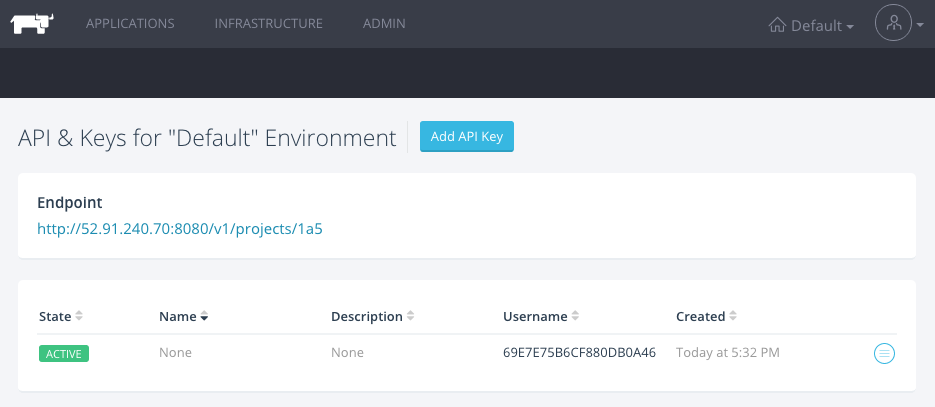 APPLICATIONS INFRASTRUCTURE ADMIN Default
API & Keys for "Default" Environment Add API Key
Endpoint
http://52.91.240.70:8080/v1/projects/1a5
State Name Description Username Created
ACTIVE None None 69E7E75B6CF880DB0A46 Today at 5:32 PM